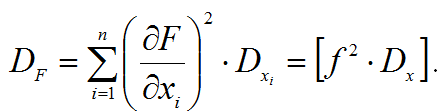 D_F = \sum_{i=1}^{n} \left( \frac{\partial F}{\partial x_i} \right)^2 \cdot D_{x_i} = \left[ f^2 \cdot D_x \right].